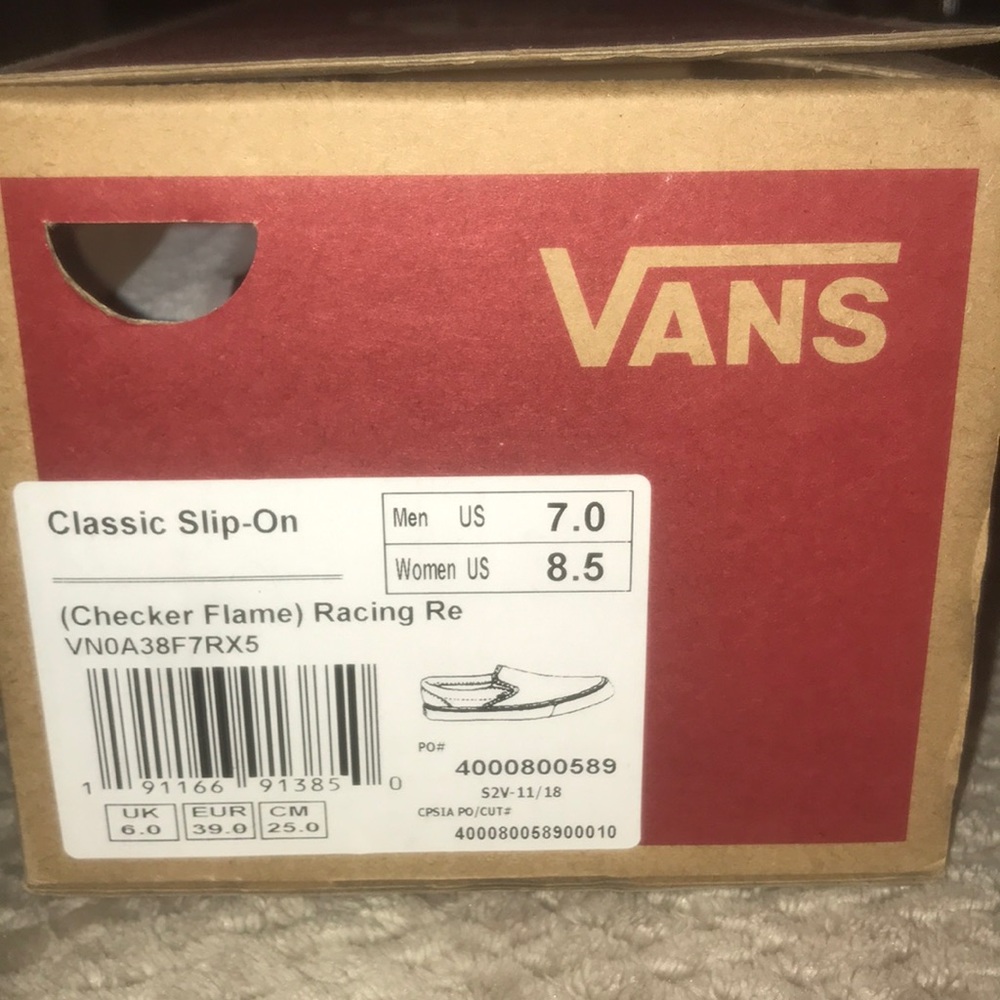 VANS
Classic Slip-On
Men US 7.0
Women US 8.5
(Checker Flame) Racing Re
VN0A38F7RX5
1 91166 91385 0
PO#
4000800589
S2V-11/18
CPSIA PO/CUT#
400080058900010
UK EUR CM
6.0 39.0 25.0